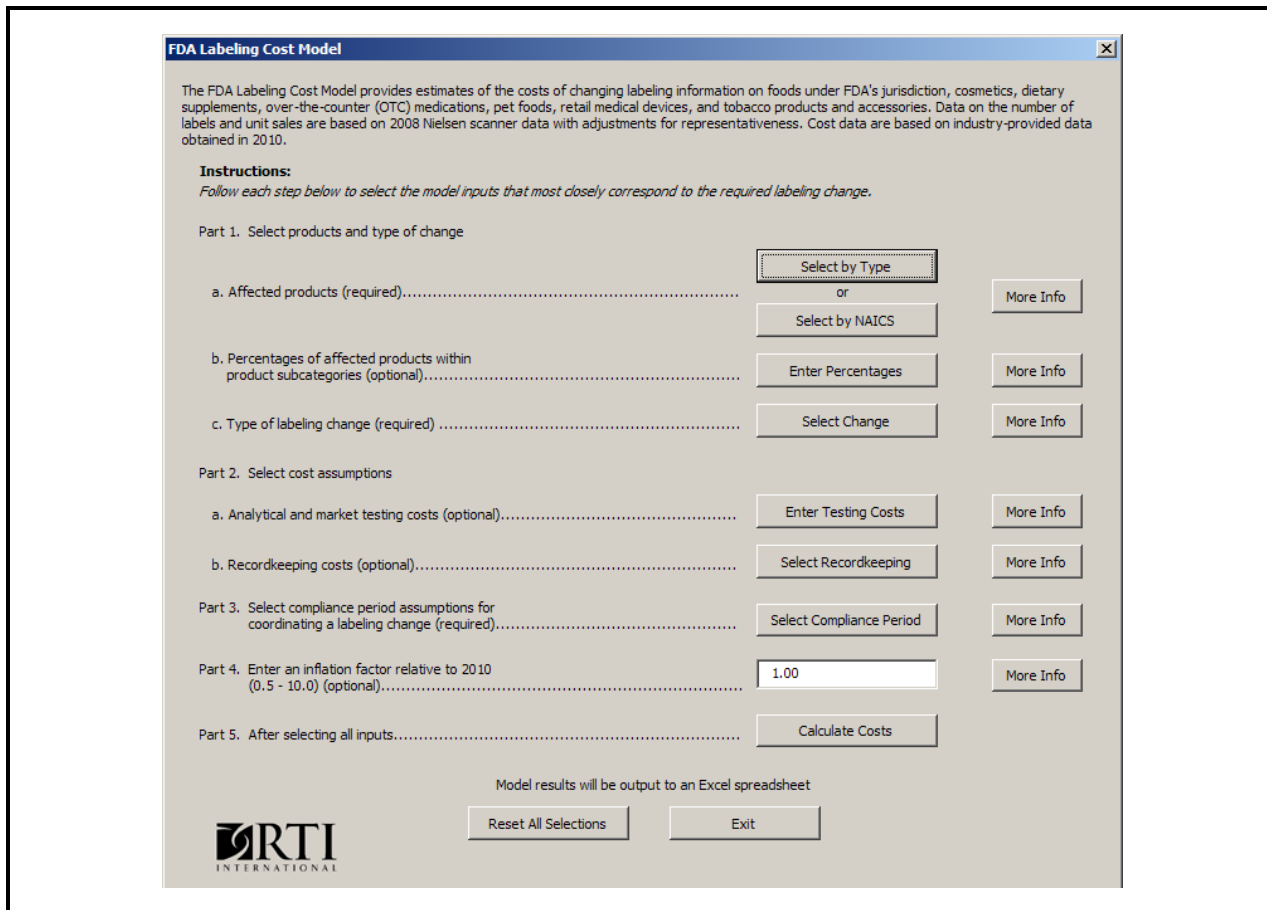 FDA Labeling Cost Model
The FDA Labeling Cost Model provides estimates of the costs of changing labeling information on foods under FDA's jurisdiction, cosmetics, dietary
supplements, over-the-counter (OTC) medications, pet foods, retail medical devices, and tobacco products and accessories. Data on the number of
labels and unit sales are based on 2008 Nielsen scanner data with adjustments for representativeness. Cost data are based on industry-provided data
obtained in 2010.
Instructions:
Follow each step below to select the model inputs that most closely correspond to the required labeling change.
Part 1. Select products and type of change
Select by Type
a. Affected products (required)........................................................................ or More Info
Select by NAICS
b. Percentages of affected products within
product subcategories (optional)................................................................... Enter Percentages More Info
c. Type of labeling change (required) ................................................................ Select Change More Info
Part 2. Select cost assumptions
a. Analytical and market testing costs (optional).................................................. Enter Testing Costs More Info
b. Recordkeeping costs (optional).................................................................... Select Recordkeeping More Info
Part 3. Select compliance period assumptions for
coordinating a labeling change (required)................................................... Select Compliance Period More Info
Part 4. Enter an inflation factor relative to 2010 1.00
(0.5 - 10.0) (optional)............................................................................. More Info
Part 5. After selecting all inputs.......................................................................... Calculate Costs
Model results will be output to an Excel spreadsheet
Reset All Selections Exit
RTI
INTERNATIONAL